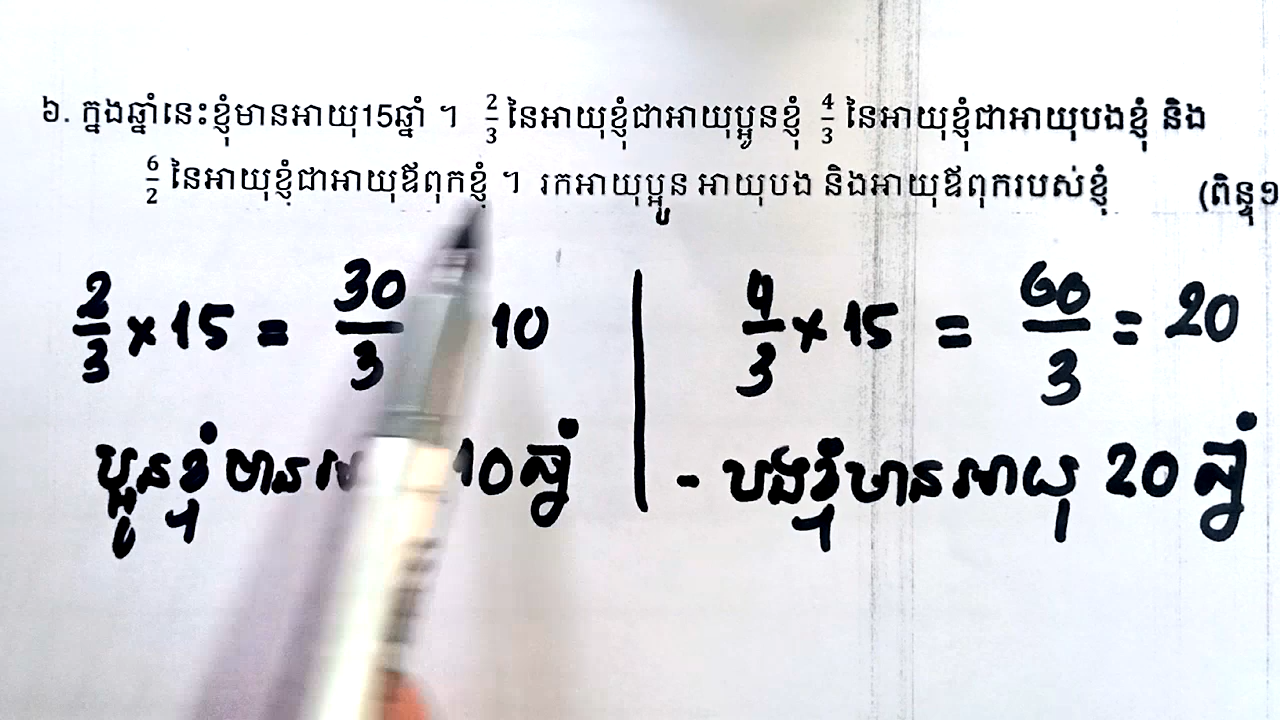 ៦. ក្នុងឆ្នាំនេះខ្ញុំមានអាយុ15ឆ្នាំ ។ 2/3 នៃអាយុខ្ញុំជាអាយុប្អូនខ្ញុំ 4/3 នៃអាយុខ្ញុំជាអាយុបងខ្ញុំ និង
6/2 នៃអាយុខ្ញុំជាអាយុឪពុកខ្ញុំ ។ រកអាយុប្អូន អាយុបង និងអាយុឪពុករបស់ខ្ញុំ (ពិន្ទុ១
2/3 × 15 = 30/3 10
ប្អូនខ្ញុំមាន 10 ឆ្នាំ
4/3 × 15 = 60/3 = 20
- បងខ្ញុំមានអាយុ 20 ឆ្នាំ